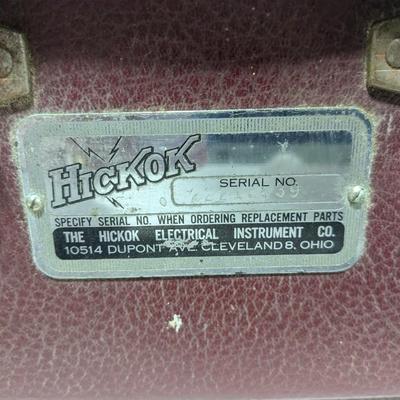 HICKOK
SERIAL NO.
SPECIFY SERIAL NO. WHEN ORDERING REPLACEMENT PARTS
THE HICKOK ELECTRICAL INSTRUMENT CO.
10514 DUPONT AVE. CLEVELAND 8, OHIO